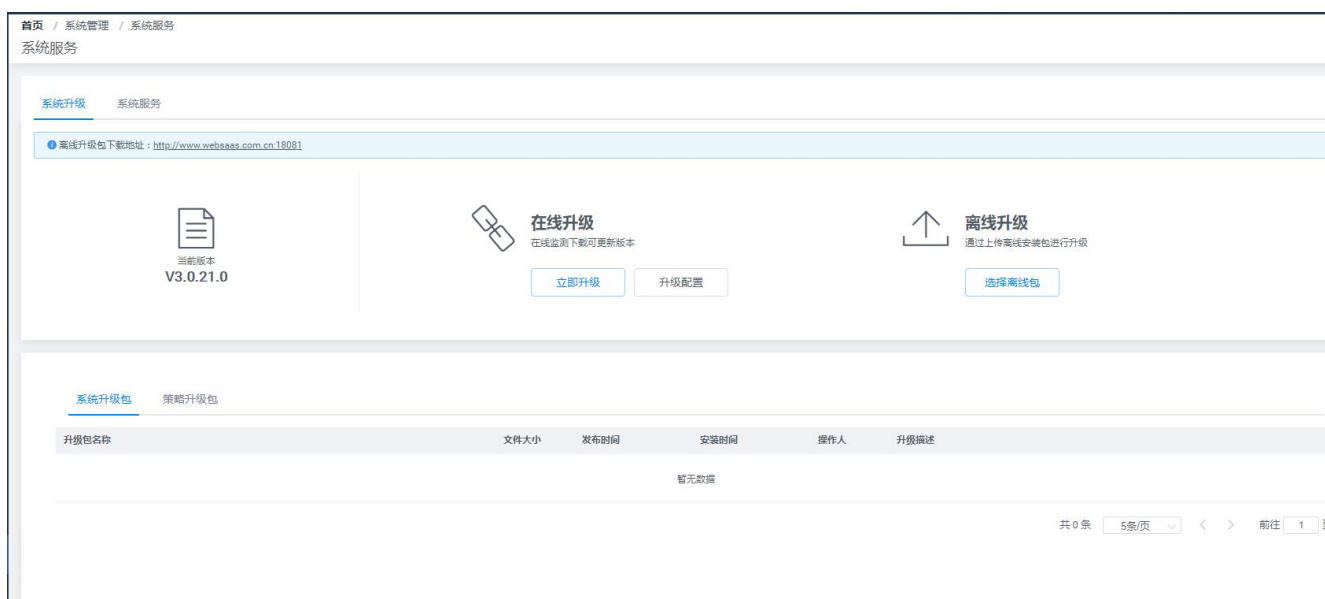 首页 / 系统管理 / 系统服务
系统服务
系统升级 系统服务
离线升级包下载地址：http://www.websaas.com.cn:18081
当前版本
V3.0.21.0
在线升级
在线监测下载可更新版本
立即升级 升级配置
离线升级
通过上传离线安装包进行升级
选择离线包
系统升级包 策略升级包
升级包名称 文件大小 发布时间 安装时间 操作人 升级描述
暂无数据
共 0 条 5条/页 前往 1